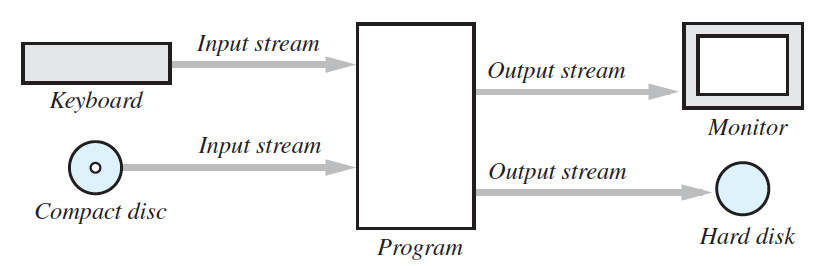 Input stream
Keyboard
Input stream
Compact disc
Program
Output stream
Monitor
Output stream
Hard disk